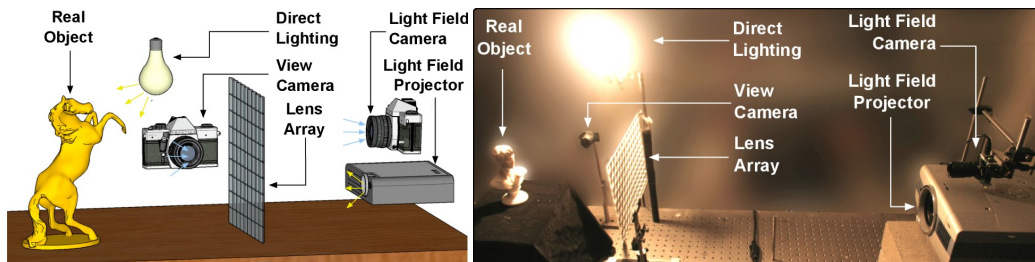 Real
Object
Direct
Lighting
View
Camera
Lens
Array
Light Field
Camera
Light Field
Projector
Real
Object
Direct
Lighting
View
Camera
Lens
Array
Light Field
Camera
Light Field
Projector